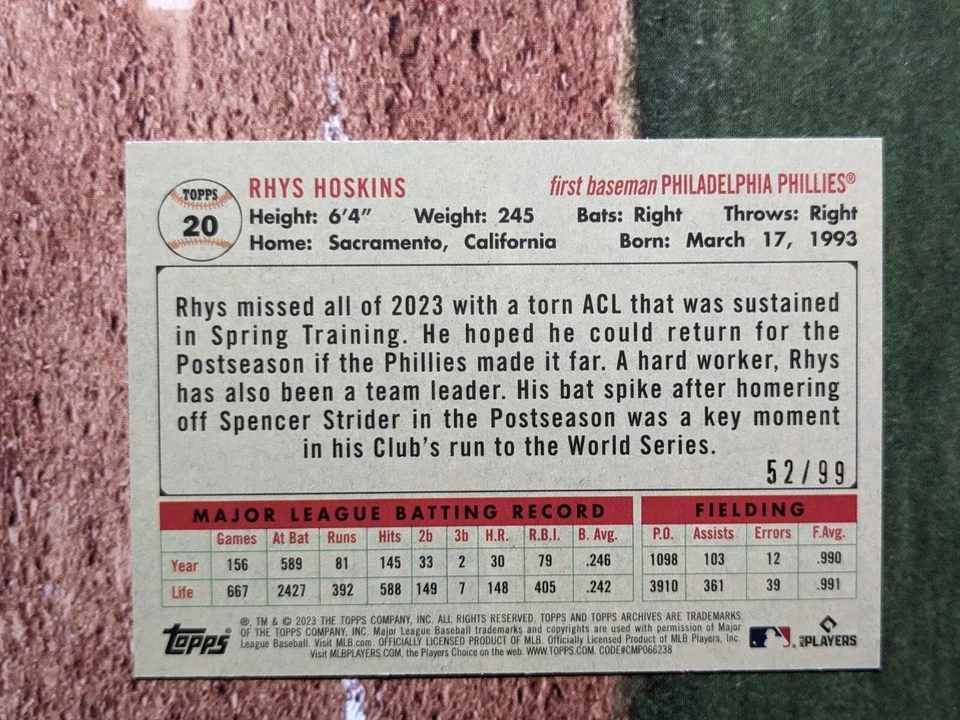 TOPPS
20
RHYS HOSKINS first baseman PHILADELPHIA PHILLIES®
Height: 6'4" Weight: 245 Bats: Right Throws: Right
Home: Sacramento, California Born: March 17, 1993
Rhys missed all of 2023 with a torn ACL that was sustained
in Spring Training. He hoped he could return for the
Postseason if the Phillies made it far. A hard worker, Rhys
has also been a team leader. His bat spike after homering
off Spencer Strider in the Postseason was a key moment
in his Club's run to the World Series.
52/99
MAJOR LEAGUE BATTING RECORD FIELDING
Games At Bat Runs Hits 2b 3b H.R. R.B.I. B. Avg. P.O. Assists Errors F.Avg.
Year 156 589 81 145 33 2 30 79 .246 1098 103 12 .990
Life 667 2427 392 588 149 7 148 405 .242 3910 361 39 .991
topps®
®, TM & © 2023 THE TOPPS COMPANY, INC. ALL RIGHTS RESERVED. TOPPS AND TOPPS ARCHIVES ARE TRADEMARKS
OF THE TOPPS COMPANY, INC. Major League Baseball trademarks and copyrights are used with permission of Major
League Baseball. Visit MLB.com. OFFICIALLY LICENSED PRODUCT OF MLB. Officially Licensed Product of MLB Players, Inc.
Visit MLBPLAYERS.COM, the Players Choice on the web. WWW.TOPPS.COM. CODE#CMP066238
MLB PLAYERS